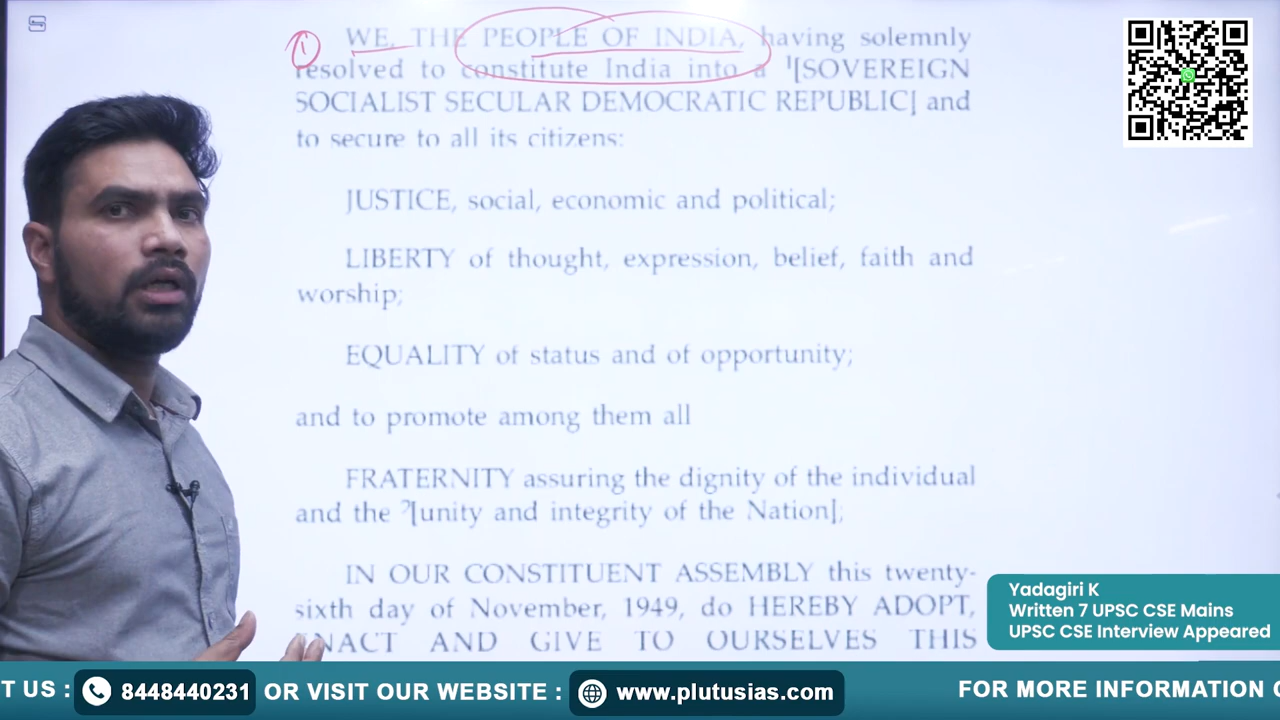 ① WE, THE PEOPLE OF INDIA, having solemnly
resolved to constitute India into a ¹[SOVEREIGN
SOCIALIST SECULAR DEMOCRATIC REPUBLIC] and
to secure to all its citizens:
JUSTICE, social, economic and political;
LIBERTY of thought, expression, belief, faith and
worship;
EQUALITY of status and of opportunity;
and to promote among them all
FRATERNITY assuring the dignity of the individual
and the ²[unity and integrity of the Nation];
IN OUR CONSTITUENT ASSEMBLY this twenty-
sixth day of November, 1949, do HEREBY ADOPT,
ENACT AND GIVE TO OURSELVES THIS
Yadagiri K
Written 7 UPSC CSE Mains
UPSC CSE Interview Appeared
T US : 8448440231 OR VISIT OUR WEBSITE : www.plutusias.com FOR MORE INFORMATION